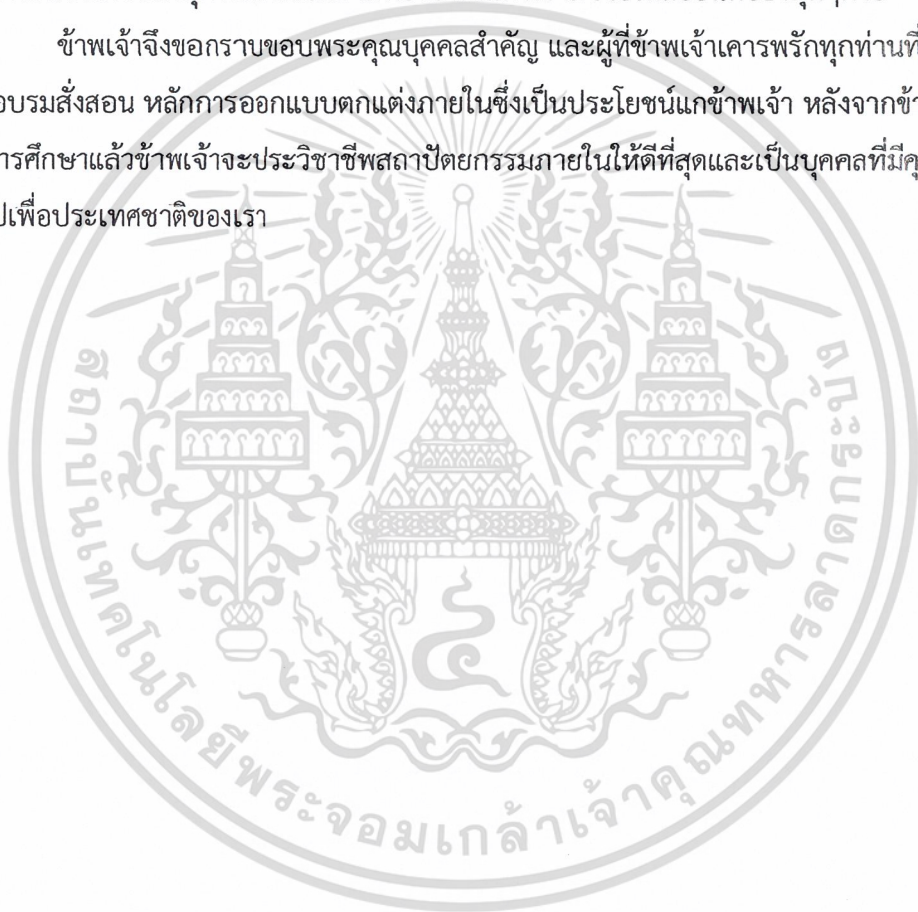 ข้าพเจ้าจึงขอกราบขอบพระคุณบุคคลสำคัญ และผู้ที่ข้าพเจ้าเคารพรักทุกท่านที่
อบรมสั่งสอน หลักการออกแบบตกแต่งภายในซึ่งเป็นประโยชน์แกข้าพเจ้า หลังจากข้า
การศึกษาแล้วข้าพเจ้าจะประวิชาชีพสถาปัตยกรรมภายในให้ดีที่สุดและเป็นบุคคลที่มีคุ
ปเพื่อประเทศชาติของเรา
สถาบันเทคโนโลยีพระจอมเกล้าเจ้าคุณทหารลาดกระบัง
๔